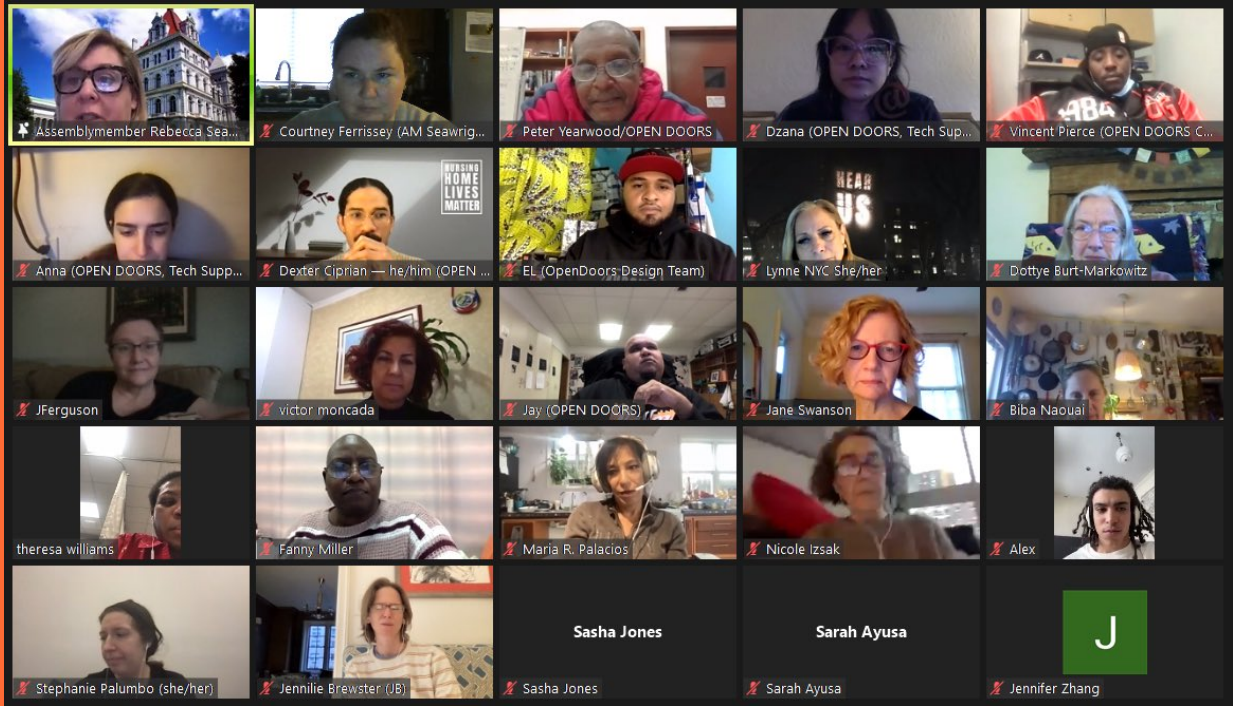 Assemblymember Rebecca Sea...
Courtney Ferrissey (AM Seawrig...
Peter Yearwood/OPEN DOORS
Dzana (OPEN DOORS, Tech Sup...
1984
Vincent Pierce (OPEN DOORS C...
Anna (OPEN DOORS, Tech Supp...
NURSING
HOME
LIVES
MATTER
Dexter Ciprian — he/him (OPEN ...
EL (OpenDoors Design Team)
HEAR
US
Lynne NYC She/her
Dottye Burt-Markowitz
JFerguson
victor moncada
Jay (OPEN DOORS)
Jane Swanson
Biba Naouai
theresa williams
Fanny Miller
Maria R. Palacios
Nicole Izsak
Alex
Stephanie Palumbo (she/her)
Jennilie Brewster (JB)
Sasha Jones
Sasha Jones
Sarah Ayusa
Sarah Ayusa
J
Jennifer Zhang